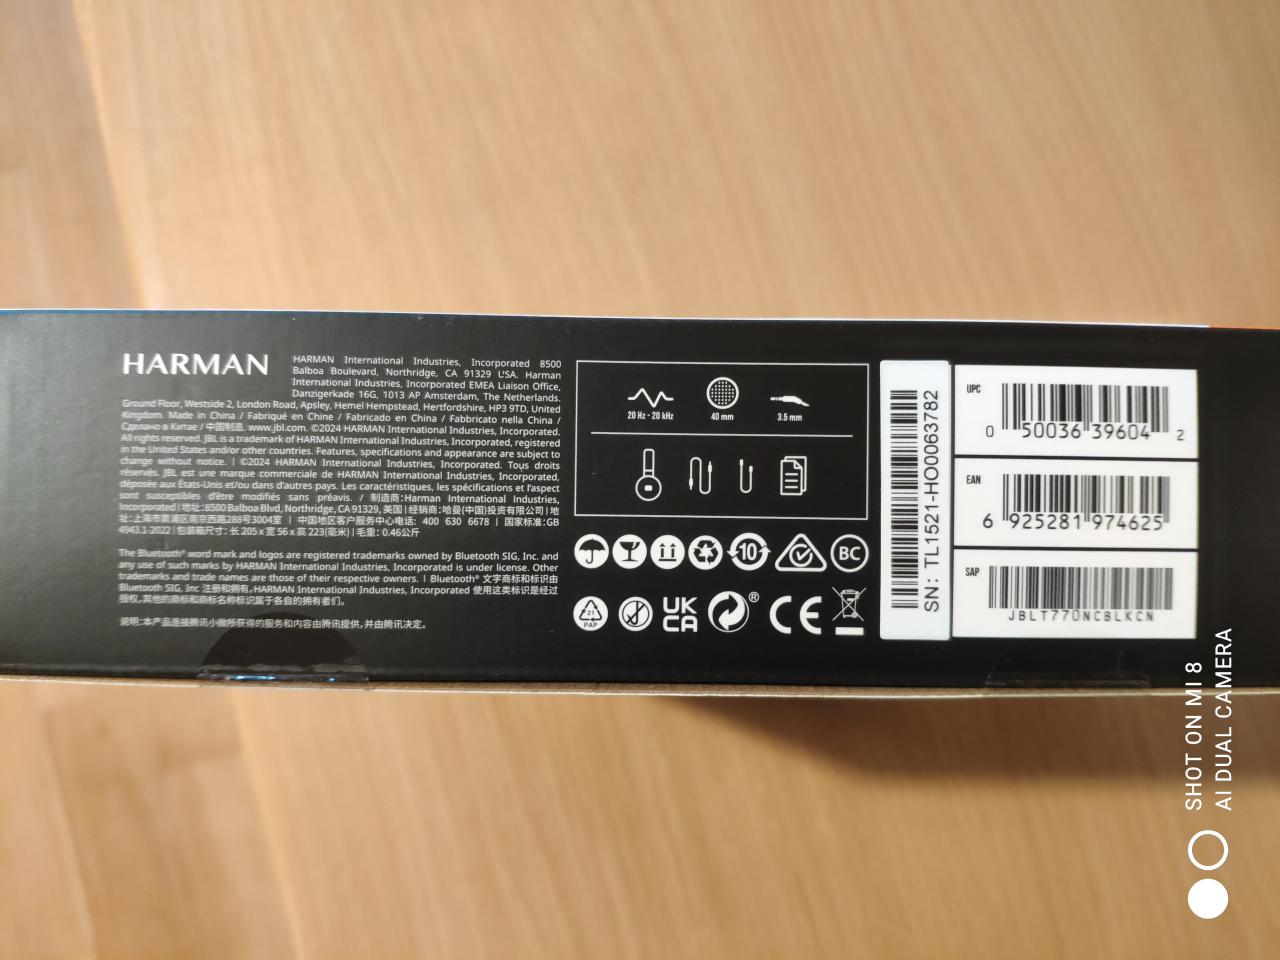 HARMAN
HARMAN International Industries, Incorporated 8500
Balboa Boulevard, Northridge, CA 91329 USA. Harman
International Industries, Incorporated EMEA Liaison Office,
Danzigerkade 16G, 1013 AP Amsterdam, The Netherlands.
Ground Floor, Westside 2, London Road, Apsley, Hemel Hempstead, Hertfordshire, HP3 9TD, United
Kingdom. Made in China / Fabriqué en Chine / Fabricado en China / Fabbricato nella China /
Сделано в Китае / 中国制造. www.jbl.com. ©2024 HARMAN International Industries, Incorporated.
All rights reserved. JBL is a trademark of HARMAN International Industries, Incorporated, registered
in the United States and/or other countries. Features, specifications and appearance are subject to
change without notice. | ©2024 HARMAN International Industries, Incorporated. Tous droits
réservés. JBL est une marque commerciale de HARMAN International Industries, Incorporated,
déposée aux États-Unis et/ou dans d'autres pays. Les caractéristiques, les spécifications et l'aspect
sont susceptibles d'être modifiés sans préavis. / 制造商:Harman International Industries,
Incorporated | 地址:8500 Balboa Blvd, Northridge, CA 91329, 美国 | 经销商:哈曼(中国)投资有限公司 | 地
址:上海市黄浦区南京西路288号3004室 | 中国地区客户服务中心电话: 400 630 6678 | 国家标准:GB
4943.1-2022 | 包装箱尺寸: 长 205 x 宽 56 x 高 223(毫米) | 毛重: 0.46公斤
The Bluetooth® word mark and logos are registered trademarks owned by Bluetooth SIG, Inc. and
any use of such marks by HARMAN International Industries, Incorporated is under license. Other
trademarks and trade names are those of their respective owners. | Bluetooth® 文字商标和标识由
Bluetooth SIG, Inc 注册和拥有, HARMAN International Industries, Incorporated 使用这类标识是经过
授权, 其他的商标和商标名称标识属于各自的拥有者们。
说明:本产品连接腾讯小微所获得的服务和内容由腾讯提供, 并由腾讯决定。
20 Hz - 20 kHz
40 mm
3.5 mm
10
BC
21
PAP
UK
CA
®
CE
SN: TL1521-HO0063782
UPC
0 50036 39604 2
EAN
6 925281 974625
SAP
JBLT770NCBLKCN
SHOT ON MI 8
AI DUAL CAMERA